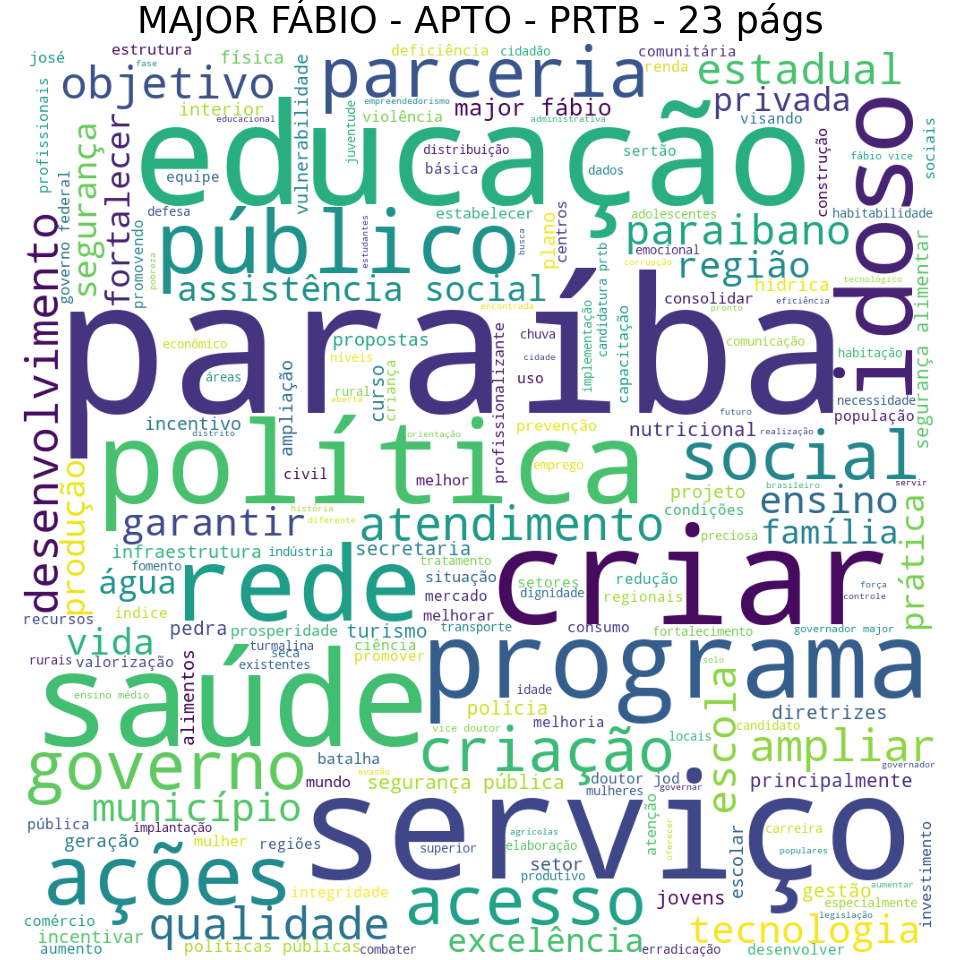 MAJOR FÁBIO - APTO - PRTB - 23 págs
josé
estrutura
fase
física
deficiência
cidadão
comunitária
renda
estadual
objetivo
parceria
privada
interior
educacional
empreendedorismo
violência
major fábio
administrativa
visando
idoso
profissionais
segurança
fortalecer
educação
vulnerabilidade
juventude
distribuição
básica
sertão
dados
construção
fábio vice
sociais
equipe
governo federal
defesa
promovendo
pobreza
público
estudantes
estabelecer
busca
plano
centros
adolescentes
habitabilidade
paraibano
emocional
corrupção
candidatura prtb
região
tecnológico
hídrica
eficiência
assistência social
encontrada
consolidar
pronto
desenvolvimento
paraíba
econômico
propostas
níveis
profissionalizante
chuva
cidade
implementação
capacitação
comunicação
habitação
segurança alimentar
áreas
ampliação
rural
aberta
curso
criança
uso
necessidade
população
incentivo
distrito
orientação
prevenção
nutricional
futuro
realização
política
civil
melhor
emprego
social
produção
garantir
história
diferente
atendimento
projeto
condições
brasileiro
ensino
servir
família
preciosa
prática
infraestrutura
indústria
secretaria
fomento
água
rede
tratamento
situação
setores
dignidade
redução
regionais
criar
força
controle
recursos
índice
mercado
melhorar
pedra
prosperidade
turismo
transporte
consumo
fortalecimento
governador major
vida
turmalina
seca
existentes
ciência
promover
programa
rurais
valorização
alimentos
solo
ensino médio
saúde
idade
polícia
melhoria
escola
diretrizes
vice doutor
candidato
locais
governo
batalha
evasão
criação
ampliar
governador
mundo
segurança pública
doutor jod
mulheres
governar
principalmente
município
serviço
pública
implantação
geração
mulher
regiões
superior
agrícolas
elaboração
atenção
oferecer
escolar
carreira
populares
investimento
ações
setor
produtivo
integridade
acesso
jovens
gestão
aumentar
especialmente
legislação
comércio
incentivar
aumento
qualidade
políticas públicas
combater
excelência
erradicação
tecnologia
desenvolver